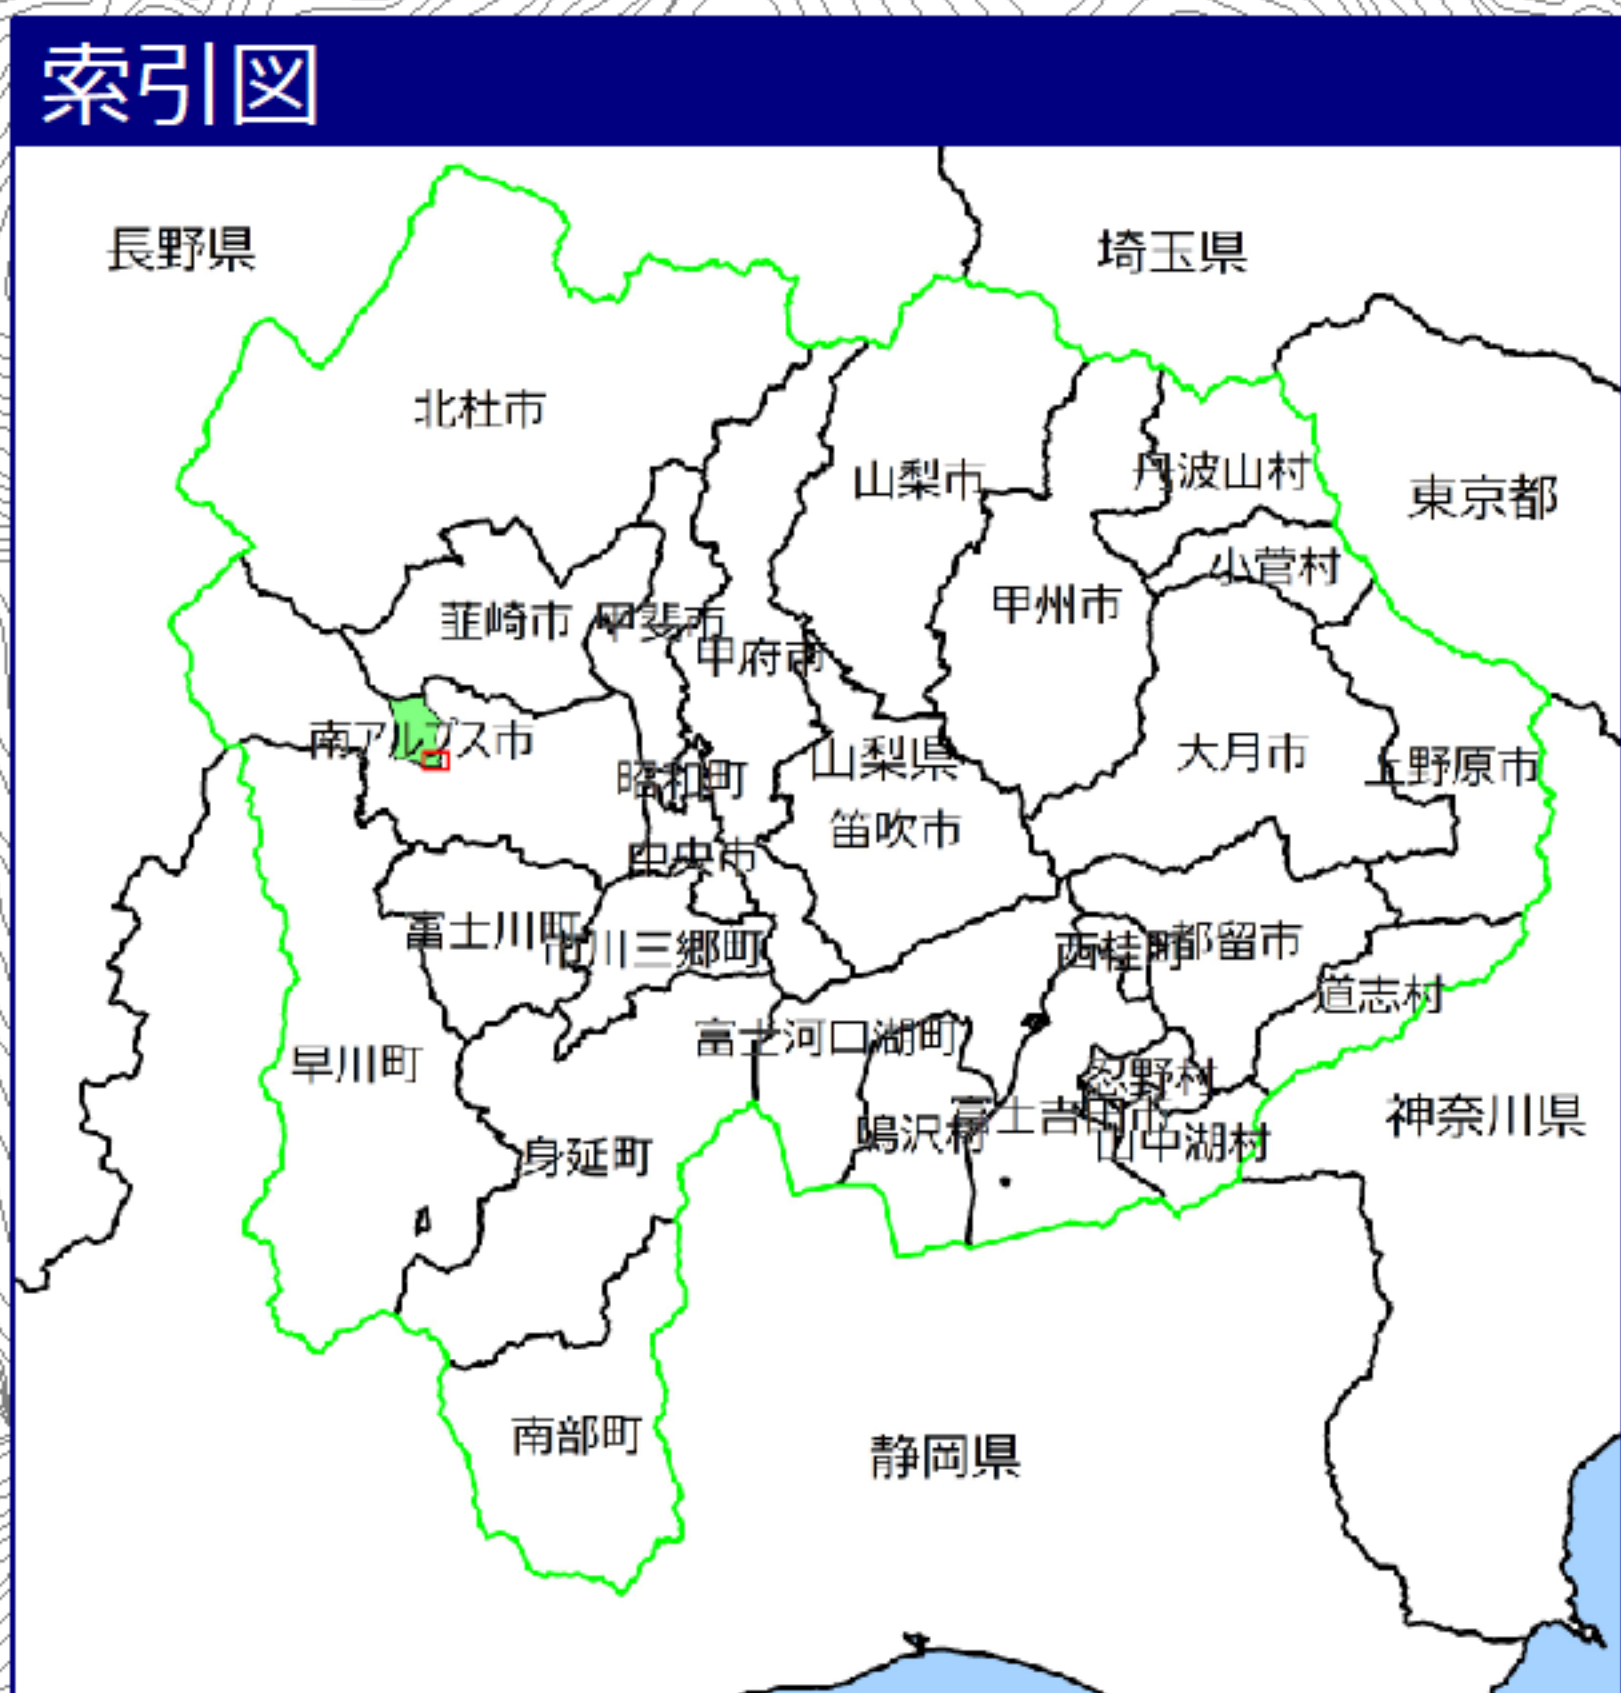 索引図
長野県
埼玉県
北杜市
山梨市
丹波山村
東京都
小菅村
甲州市
韮崎市
甲斐市
甲府市
南アルプス市
山梨県
大月市
上野原市
昭和町
笛吹市
中央市
富士川町
市川三郷町
西桂町
都留市
道志村
富士河口湖町
早川町
忍野村
富士吉田市
鳴沢村
山中湖村
神奈川県
身延町
南部町
静岡県